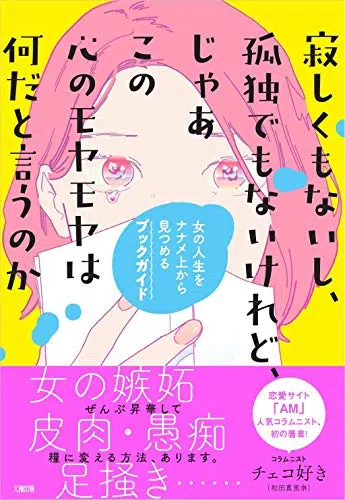 寂しくもないし、
孤独でもないけれど、
じゃあ
この
心のモヤモヤは
何だと言うのか
女の人生を
ナナメ上から
見つめる
ブックガイド
女の嫉妬
ぜんぶ昇華して
皮肉・愚痴
糧に変える方法、あります。
足掻き……
恋愛サイト
「AM」
人気コラムニスト、
初の著書!
コラムニスト
チェコ好き
(和田真里奈)
大和出版